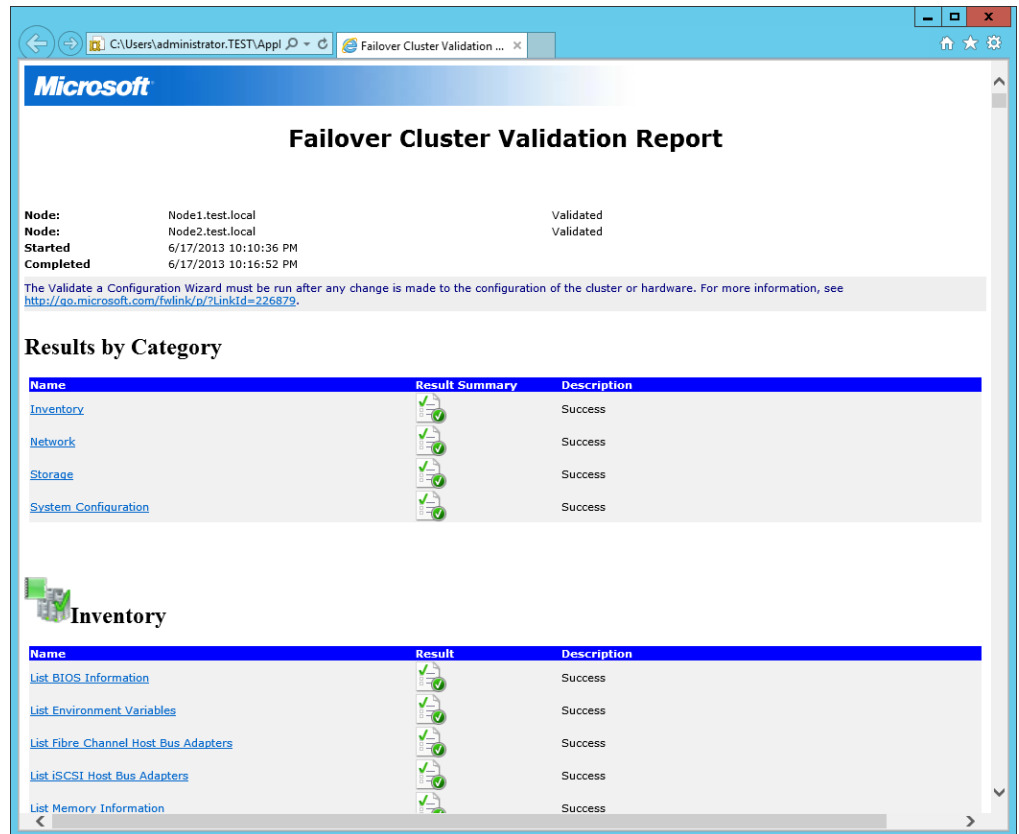 C:\Users\administrator.TEST\Appl
Failover Cluster Validation ...
Microsoft
Failover Cluster Validation Report
Node: Node1.test.local Validated
Node: Node2.test.local Validated
Started 6/17/2013 10:10:36 PM
Completed 6/17/2013 10:16:52 PM
The Validate a Configuration Wizard must be run after any change is made to the configuration of the cluster or hardware. For more information, see
http://go.microsoft.com/fwlink/p/?LinkId=226879.
Results by Category
Name Result Summary Description
Inventory Success
Network Success
Storage Success
System Configuration Success
Inventory
Name Result Description
List BIOS Information Success
List Environment Variables Success
List Fibre Channel Host Bus Adapters Success
List iSCSI Host Bus Adapters Success
List Memory Information Success